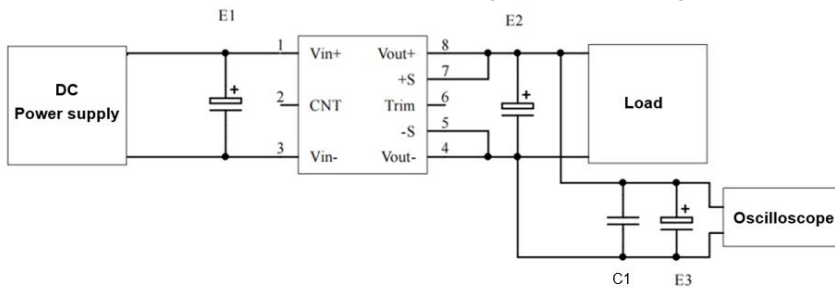 E1
E2
DC
Power supply
1
Vin+
Vout+
8
+S
7
2
CNT
Trim
6
-S
5
3
Vin-
Vout-
4
Load
Oscilloscope
C1
E3
+
+
+